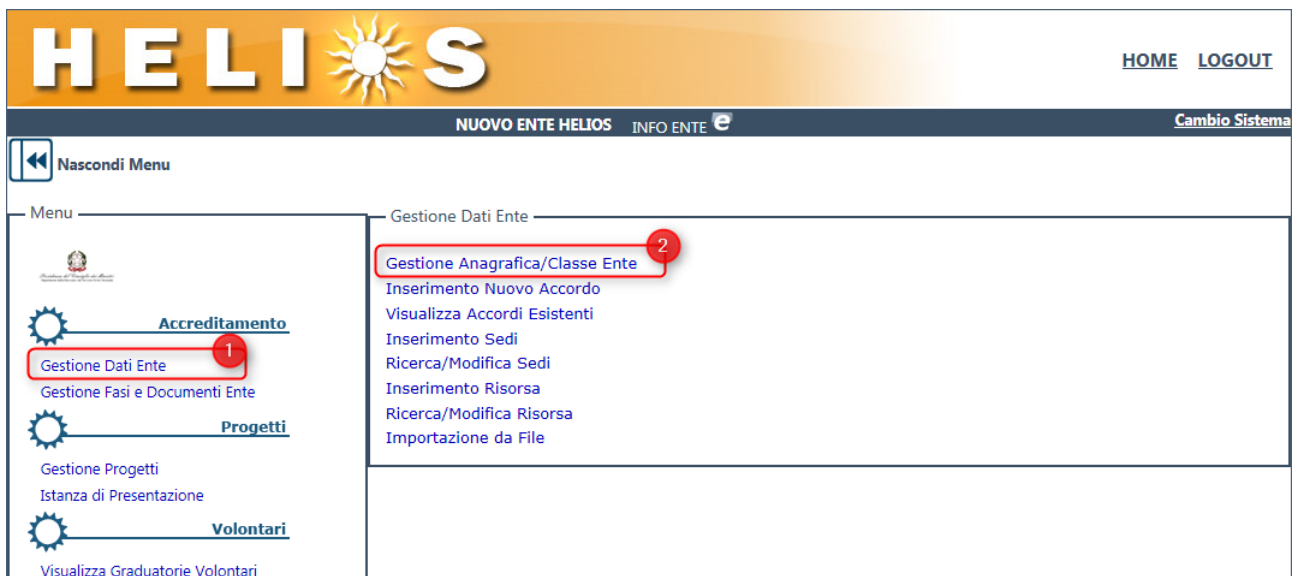 HELIOS
HOME LOGOUT
NUOVO ENTE HELIOS INFO ENTE e
Cambio Sistema
Nascondi Menu
Menu
Accreditamento
1
Gestione Dati Ente
Gestione Fasi e Documenti Ente
Progetti
Gestione Progetti
Istanza di Presentazione
Volontari
Visualizza Graduatorie Volontari
Gestione Dati Ente
2
Gestione Anagrafica/Classe Ente
Inserimento Nuovo Accordo
Visualizza Accordi Esistenti
Inserimento Sedi
Ricerca/Modifica Sedi
Inserimento Risorsa
Ricerca/Modifica Risorsa
Importazione da File